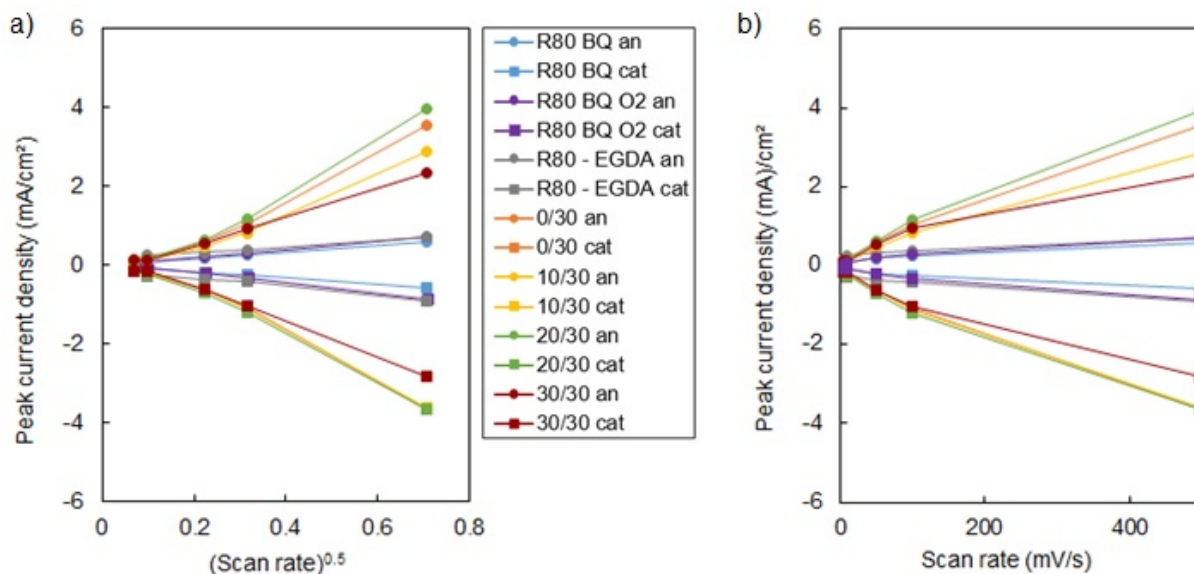 a)
Peak current density (mA/cm²)
6
4
2
0
-2
-4
-6
0
0.2
0.4
0.6
0.8
(Scan rate)⁰·⁵
R80 BQ an
R80 BQ cat
R80 BQ O2 an
R80 BQ O2 cat
R80 - EGDA an
R80 - EGDA cat
0/30 an
0/30 cat
10/30 an
10/30 cat
20/30 an
20/30 cat
30/30 an
30/30 cat
b)
Peak current density (mA)/cm²
6
4
2
0
-2
-4
-6
0
200
400
Scan rate (mV/s)